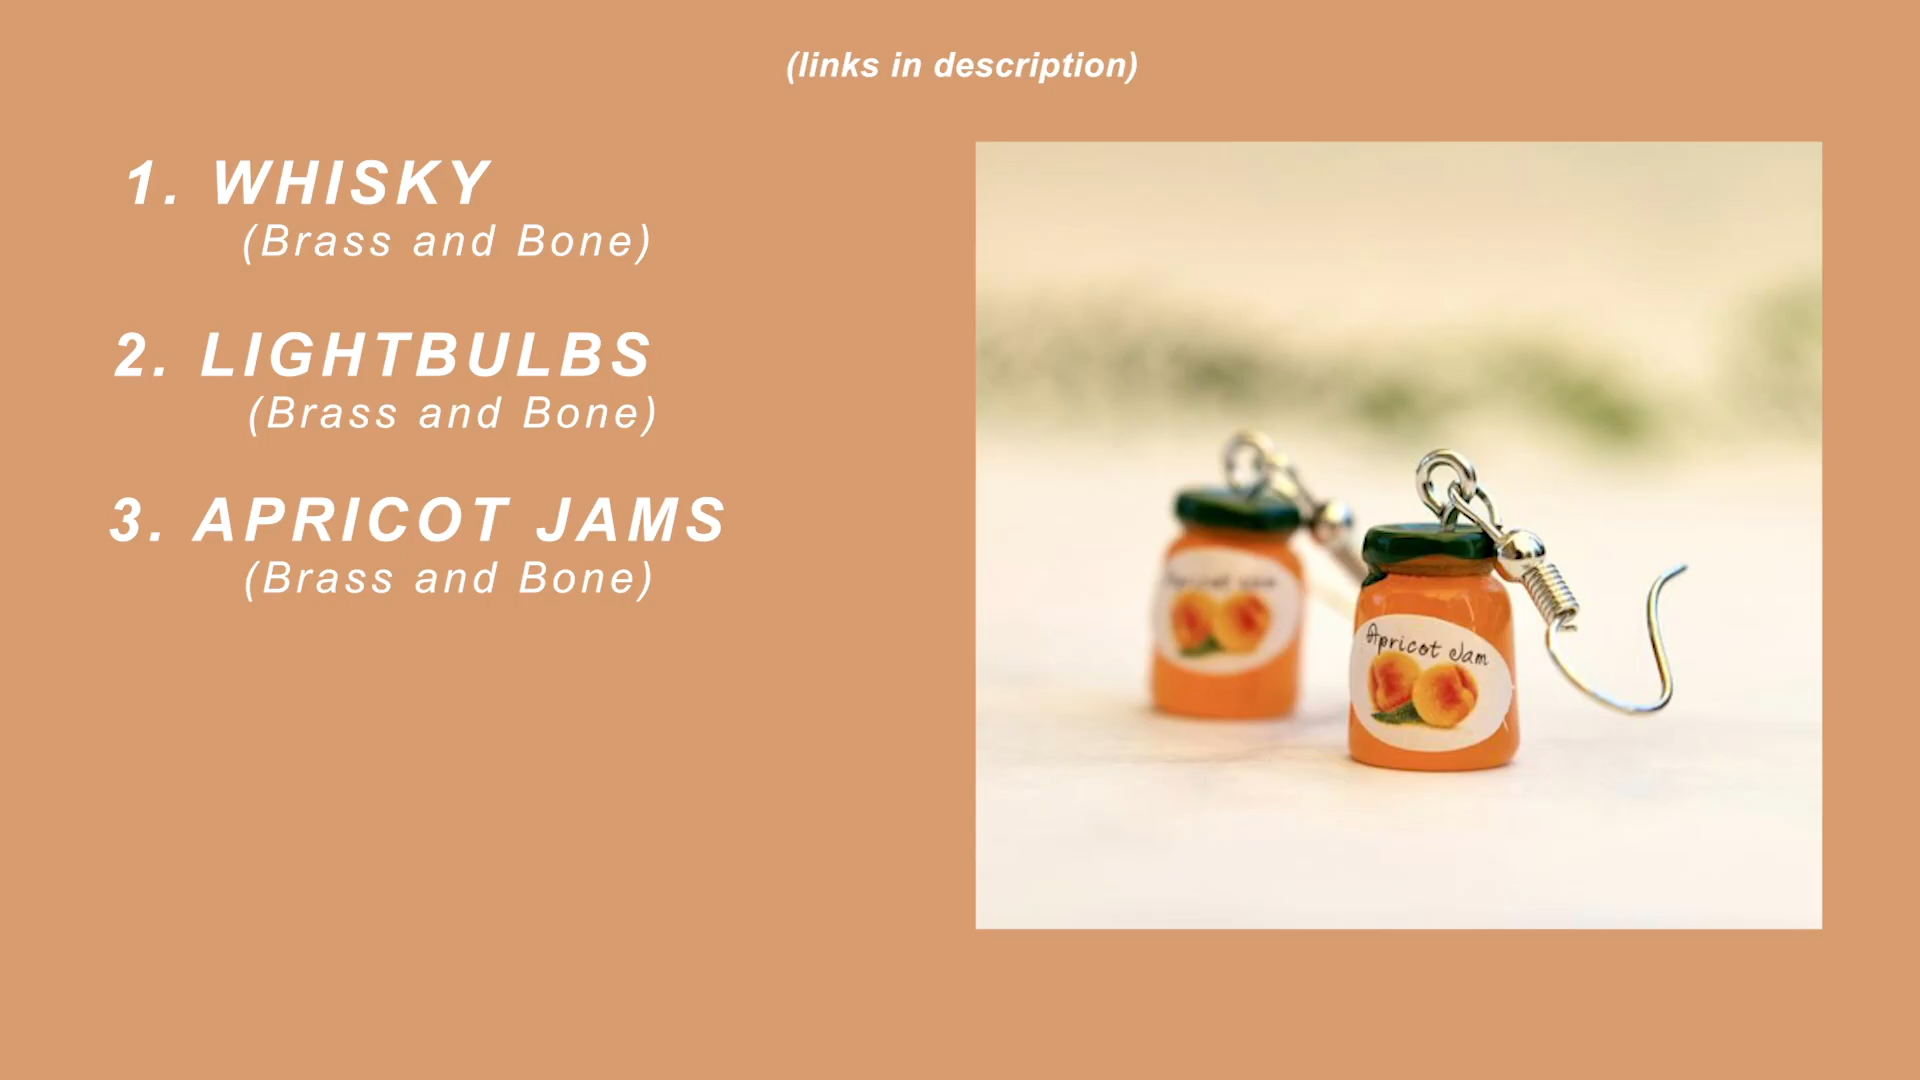 (links in description)
1. WHISKY
(Brass and Bone)
2. LIGHTBULBS
(Brass and Bone)
3. APRICOT JAMS
(Brass and Bone)
Apricot Jam